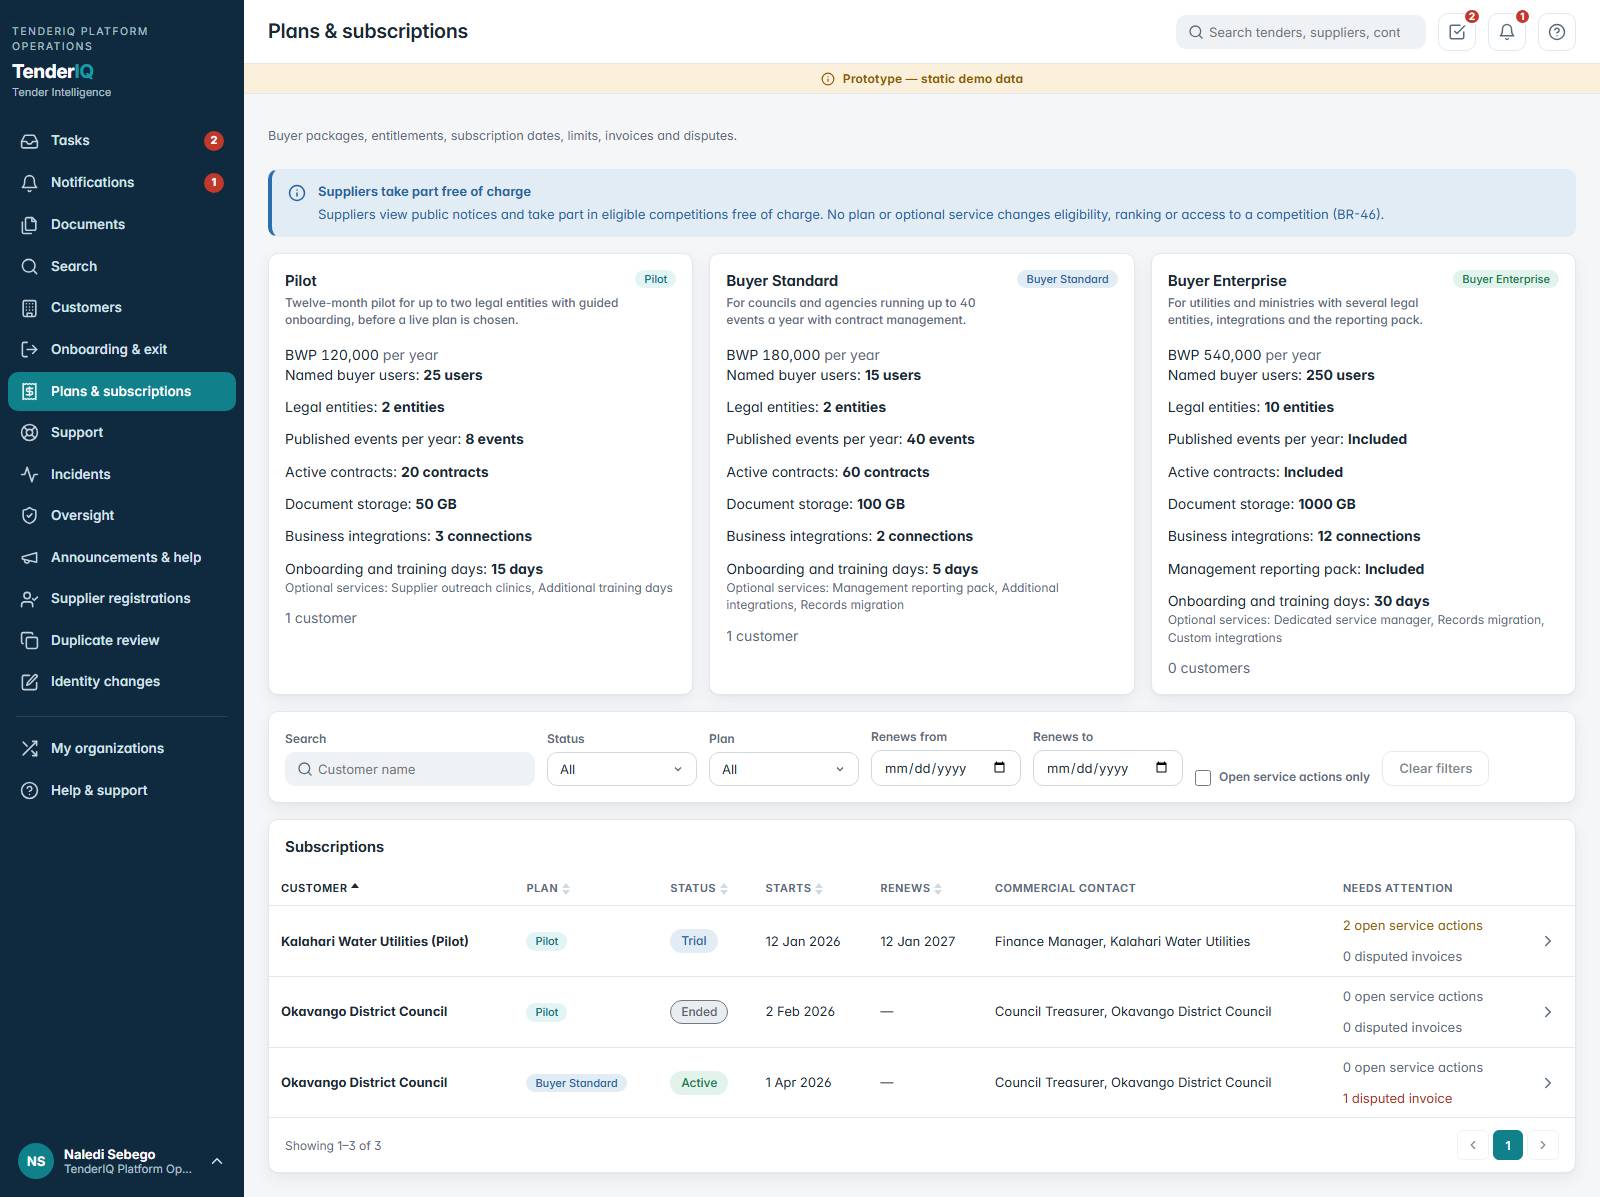 TENDERIQ PLATFORM
OPERATIONS
TenderIQ
Tender Intelligence
Tasks
2
Notifications
1
Documents
Search
Customers
Onboarding & exit
Plans & subscriptions
Support
Incidents
Oversight
Announcements & help
Supplier registrations
Duplicate review
Identity changes
My organizations
Help & support
NS
Naledi Sebego
TenderIQ Platform Op...
Plans & subscriptions
Search tenders, suppliers, cont
2
1
Prototype — static demo data
Buyer packages, entitlements, subscription dates, limits, invoices and disputes.
Suppliers take part free of charge
Suppliers view public notices and take part in eligible competitions free of charge. No plan or optional service changes eligibility, ranking or access to a competition (BR-46).
Pilot
Pilot
Twelve-month pilot for up to two legal entities with guided
onboarding, before a live plan is chosen.
BWP 120,000 per year
Named buyer users: 25 users
Legal entities: 2 entities
Published events per year: 8 events
Active contracts: 20 contracts
Document storage: 50 GB
Business integrations: 3 connections
Onboarding and training days: 15 days
Optional services: Supplier outreach clinics, Additional training days
1 customer
Buyer Standard
Buyer Standard
For councils and agencies running up to 40
events a year with contract management.
BWP 180,000 per year
Named buyer users: 15 users
Legal entities: 2 entities
Published events per year: 40 events
Active contracts: 60 contracts
Document storage: 100 GB
Business integrations: 2 connections
Onboarding and training days: 5 days
Optional services: Management reporting pack, Additional
integrations, Records migration
1 customer
Buyer Enterprise
Buyer Enterprise
For utilities and ministries with several legal
entities, integrations and the reporting pack.
BWP 540,000 per year
Named buyer users: 250 users
Legal entities: 10 entities
Published events per year: Included
Active contracts: Included
Document storage: 1000 GB
Business integrations: 12 connections
Management reporting pack: Included
Onboarding and training days: 30 days
Optional services: Dedicated service manager, Records migration,
Custom integrations
0 customers
Search
Customer name
Status
All
Plan
All
Renews from
mm/dd/yyyy
Renews to
mm/dd/yyyy
Open service actions only
Clear filters
Subscriptions
CUSTOMER PLAN STATUS STARTS RENEWS COMMERCIAL CONTACT NEEDS ATTENTION
Kalahari Water Utilities (Pilot) Pilot Trial 12 Jan 2026 12 Jan 2027 Finance Manager, Kalahari Water Utilities
2 open service actions
0 disputed invoices
Okavango District Council Pilot Ended 2 Feb 2026 — Council Treasurer, Okavango District Council
0 open service actions
0 disputed invoices
Okavango District Council Buyer Standard Active 1 Apr 2026 — Council Treasurer, Okavango District Council
0 open service actions
1 disputed invoice
Showing 1–3 of 3
1